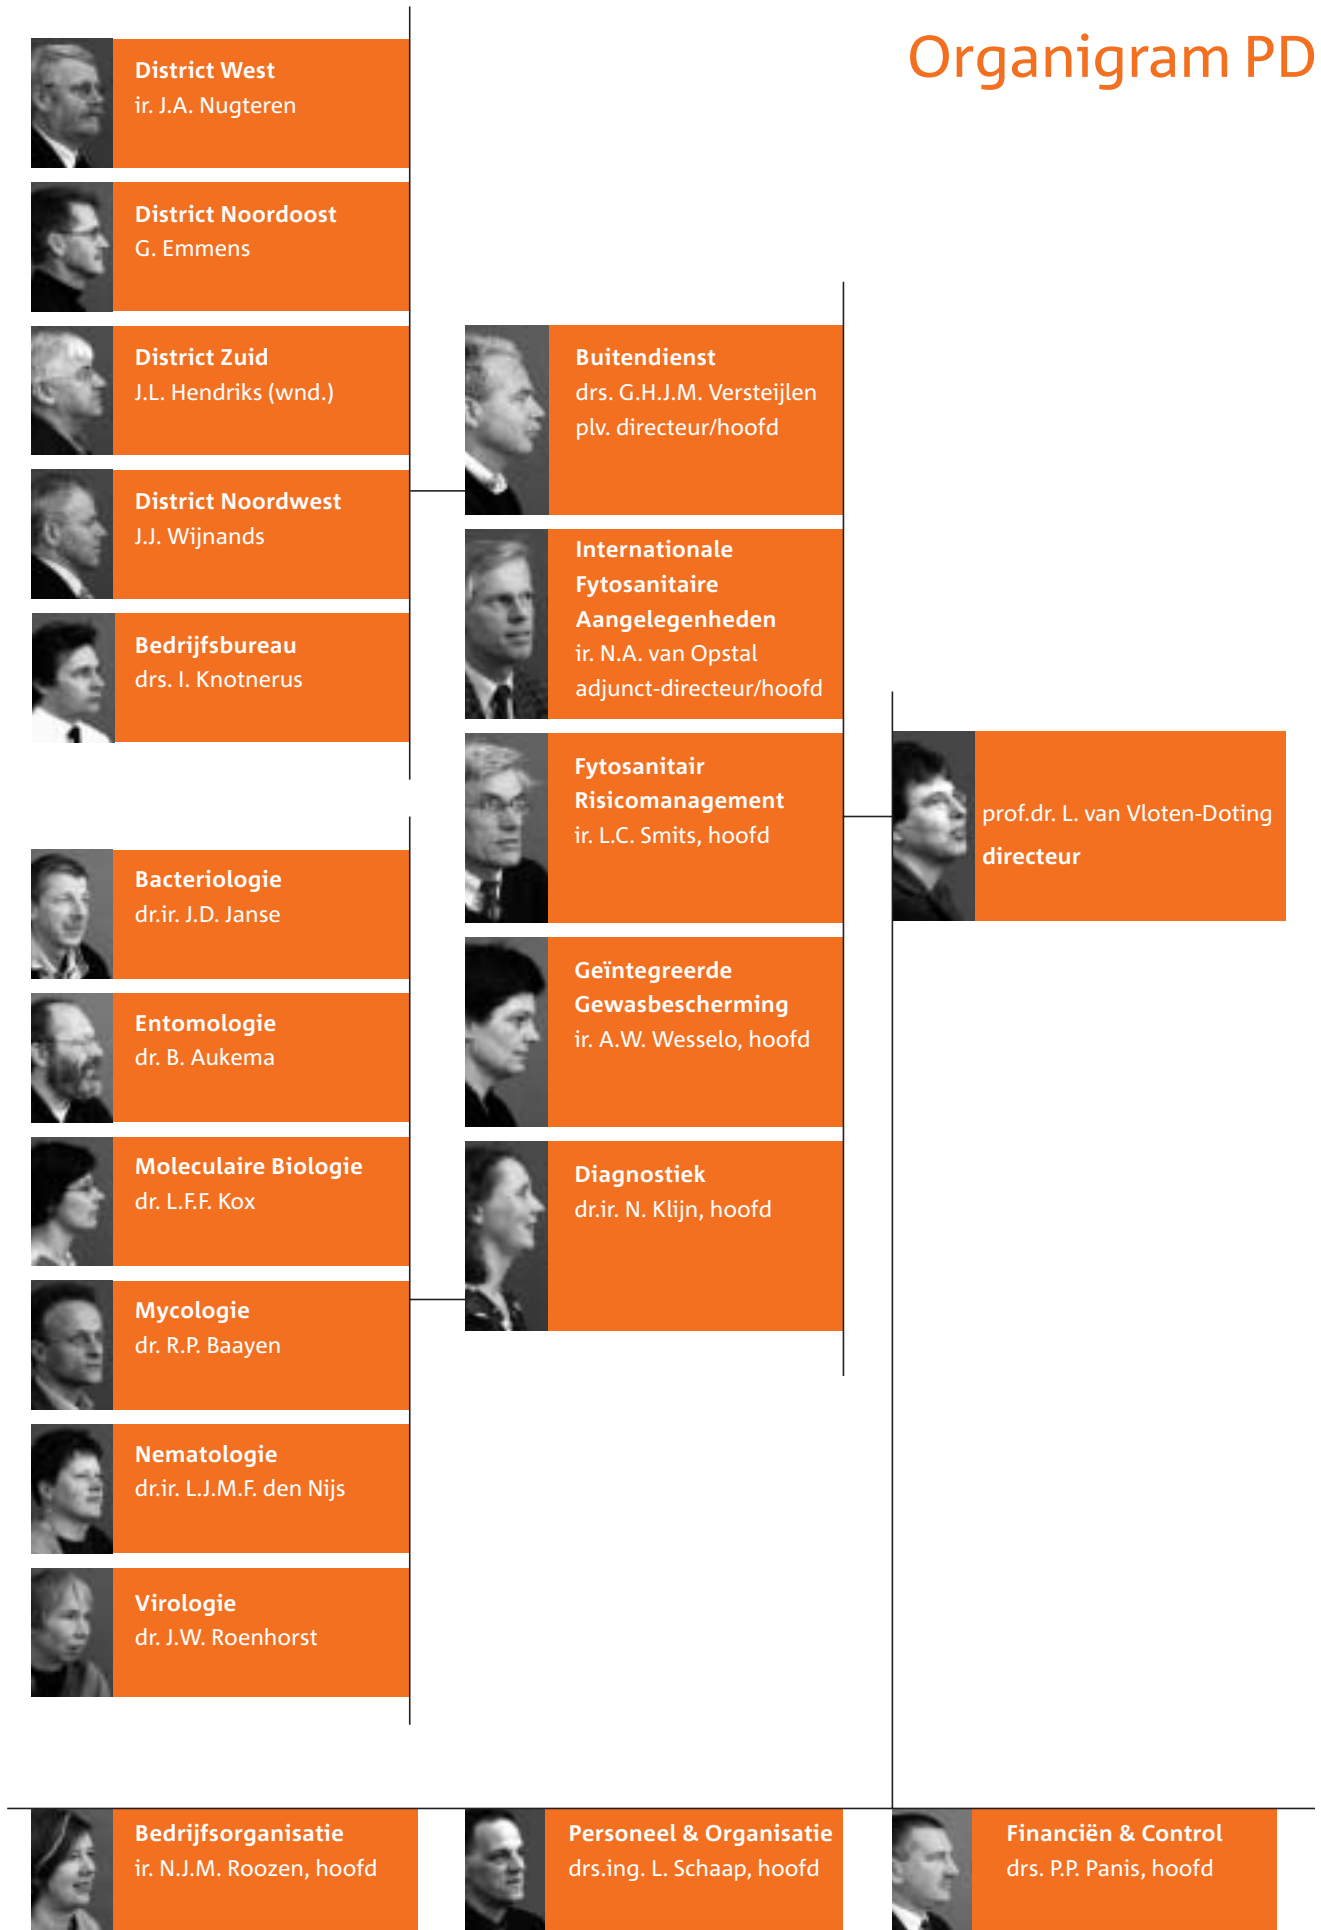 Organigram PD
District West
ir. J.A. Nugteren
District Noordoost
G. Emmens
District Zuid
J.L. Hendriks (wnd.)
District Noordwest
J.J. Wijnands
Bedrijfsbureau
drs. I. Knotnerus
Bacteriologie
dr.ir. J.D. Janse
Entomologie
dr. B. Aukema
Moleculaire Biologie
dr. L.F.F. Kox
Mycologie
dr. R.P. Baayen
Nematologie
dr.ir. L.J.M.F. den Nijs
Virologie
dr. J.W. Roenhorst
Buitendienst
drs. G.H.J.M. Versteijlen
plv. directeur/hoofd
Internationale
Fytosanitaire
Aangelegenheden
ir. N.A. van Opstal
adjunct-directeur/hoofd
Fytosanitair
Risicomanagement
ir. L.C. Smits, hoofd
Geïntegreerde
Gewasbescherming
ir. A.W. Wesselo, hoofd
Diagnostiek
dr.ir. N. Klijn, hoofd
prof.dr. L. van Vloten-Doting
directeur
Bedrijfsorganisatie
ir. N.J.M. Roozen, hoofd
Personeel & Organisatie
drs.ing. L. Schaap, hoofd
Financiën & Control
drs. P.P. Panis, hoofd